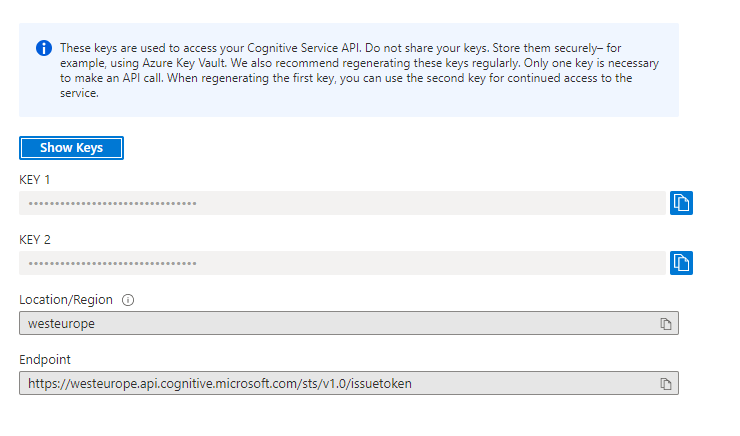 These keys are used to access your Cognitive Service API. Do not share your keys. Store them securely– for
example, using Azure Key Vault. We also recommend regenerating these keys regularly. Only one key is necessary
to make an API call. When regenerating the first key, you can use the second key for continued access to the
service.
Show Keys
KEY 1
••••••••••••••••••••••••••••••••
KEY 2
••••••••••••••••••••••••••••••••
Location/Region
westeurope
Endpoint
https://westeurope.api.cognitive.microsoft.com/sts/v1.0/issuetoken